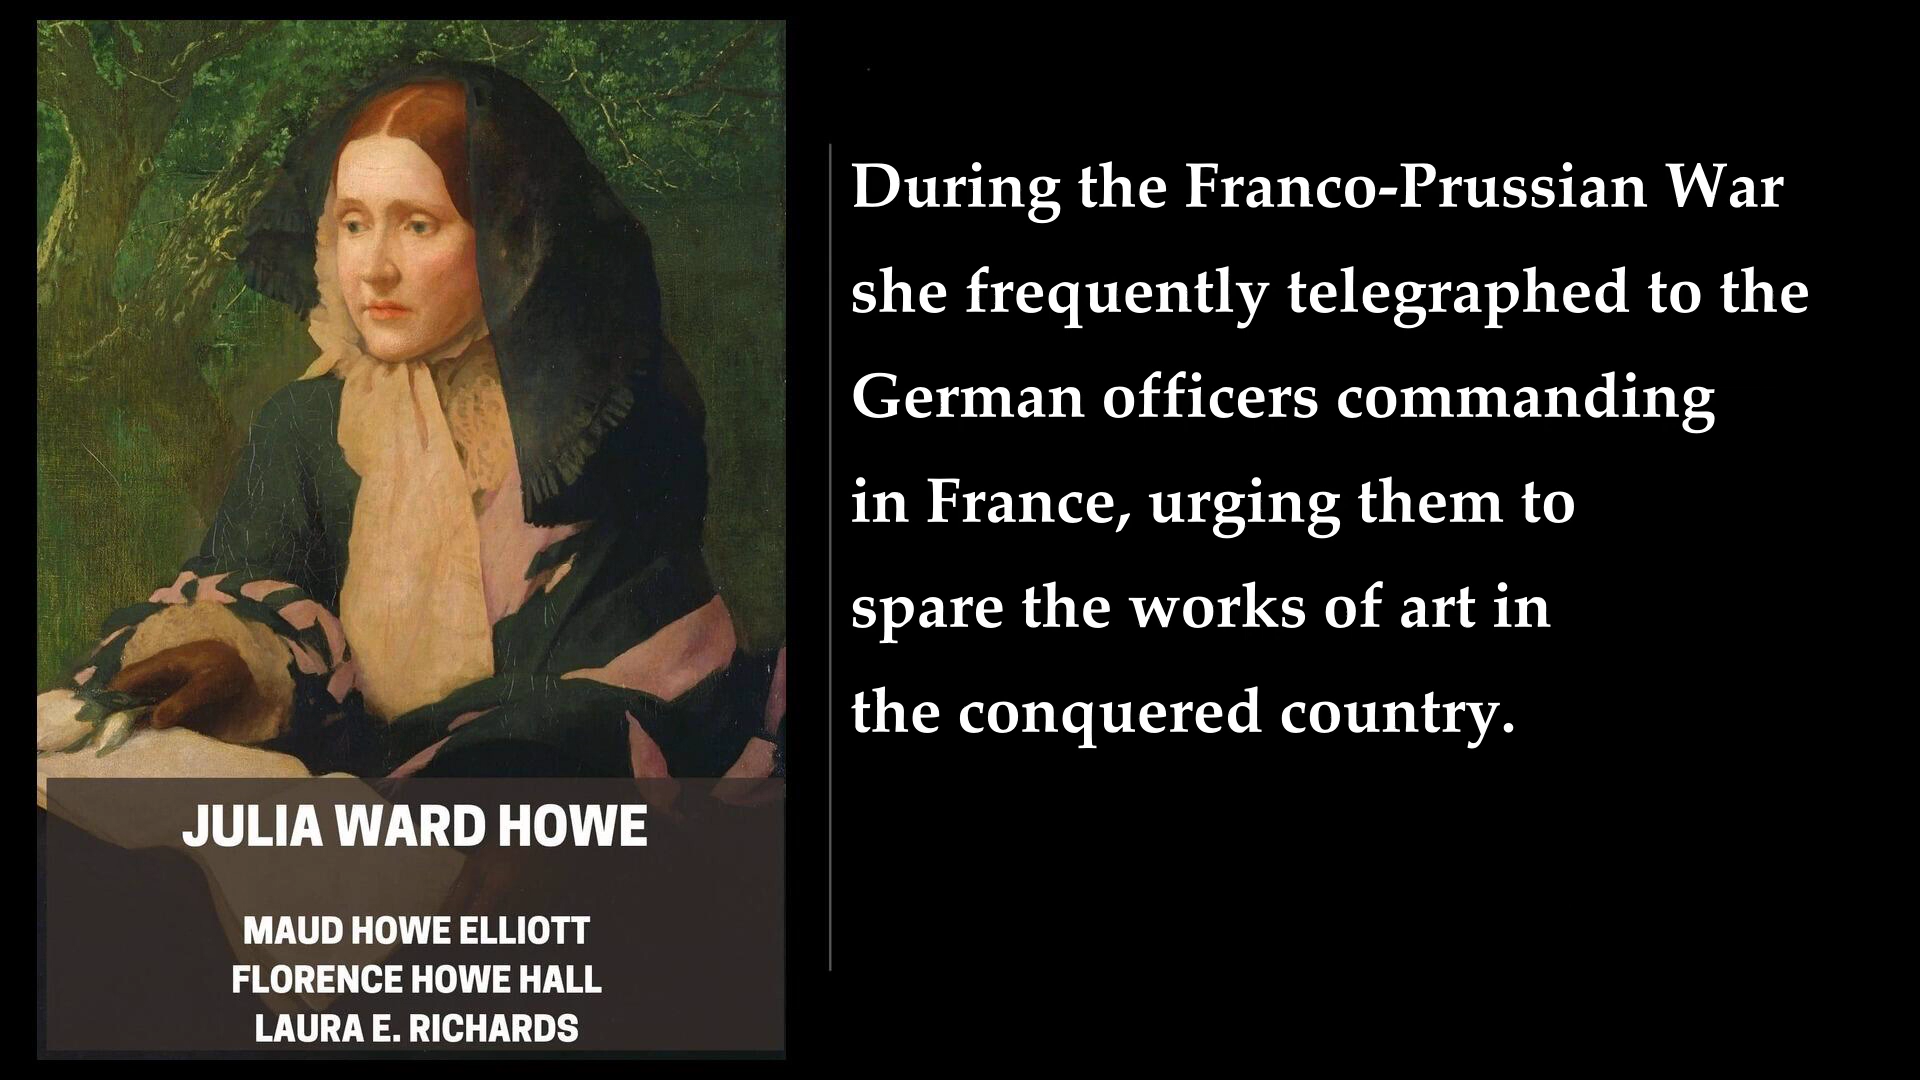 During the Franco-Prussian War
she frequently telegraphed to the
German officers commanding
in France, urging them to
spare the works of art in
the conquered country.
JULIA WARD HOWE
MAUD HOWE ELLIOTT
FLORENCE HOWE HALL
LAURA E. RICHARDS